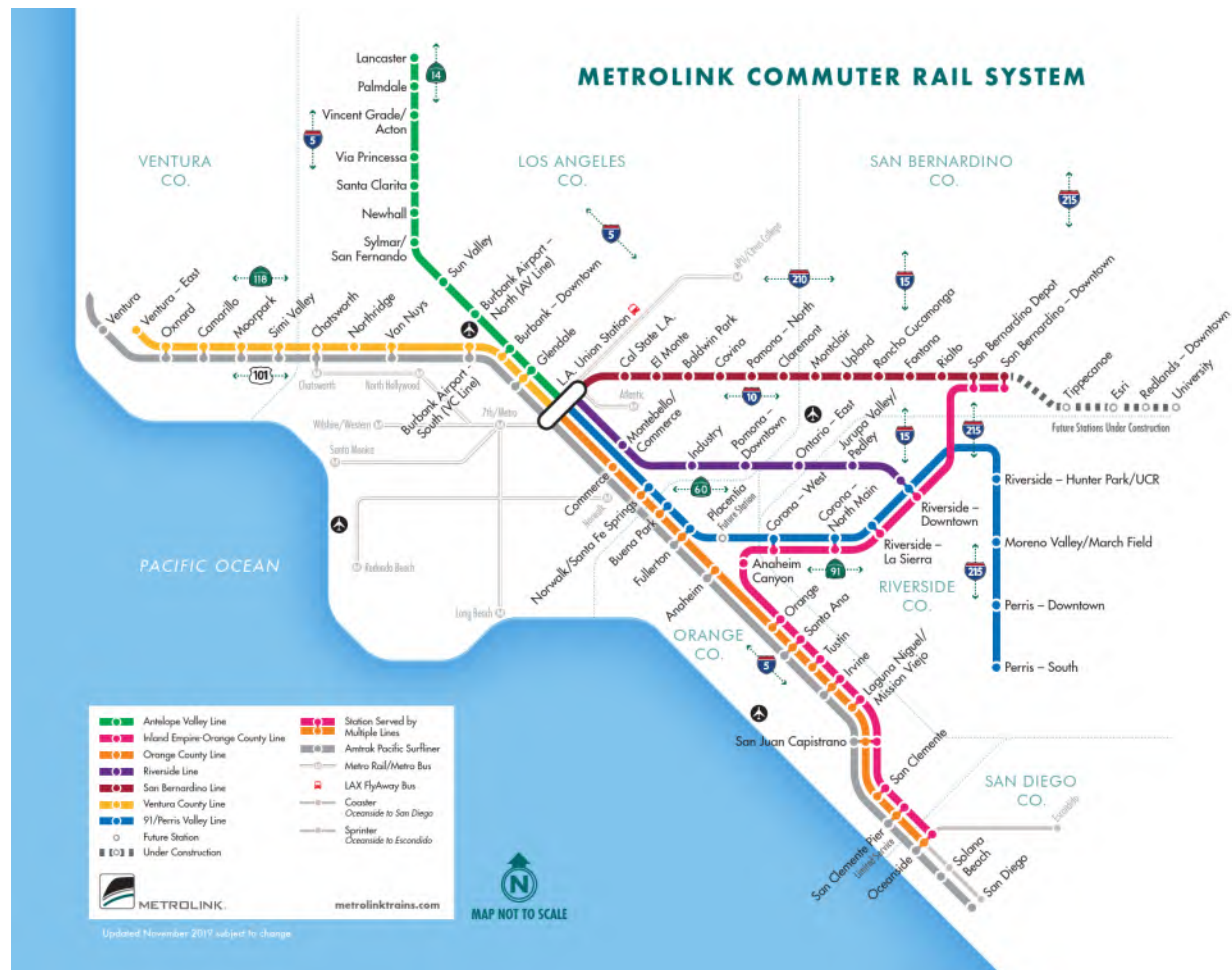 METROLINK COMMUTER RAIL SYSTEM
VENTURA
CO.
LOS ANGELES
CO.
SAN BERNARDINO
CO.
Lancaster
Palmdale
Vincent Grade/
Acton
Via Princessa
Santa Clarita
Newhall
Sylmar/
San Fernando
14
5
5
215
118
210
15
Sun Valley
Burbank Airport –
North (AV Line)
Burbank – Downtown
Glendale
L.A. Union Station
APU/Citrus College
Ventura
Ventura – East
Oxnard
Camarillo
Moorpark
Simi Valley
Chatsworth
Northridge
Van Nuys
Burbank Airport –
South (VC Line)
101
Chatsworth
North Hollywood
Wilshire/Western
7th/Metro
Santa Monica
Atlantic
Cal State L.A.
El Monte
Baldwin Park
Covina
Pomona – North
Claremont
Montclair
Upland
Rancho Cucamonga
Fontana
Rialto
San Bernardino Depot
San Bernardino – Downtown
Tippecanoe
Esri
Redlands – Downtown
University
Future Stations Under Construction
10
15
215
Montebello/
Commerce
Industry
Pomona –
Downtown
Ontario – East
Jurupa Valley/
Pedley
60
Commerce
Norwalk
Norwalk/Santa Fe Springs
Buena Park
Fullerton
Placentia
Future Station
Corona – West
Corona –
North Main
Riverside –
Downtown
Riverside –
La Sierra
Riverside – Hunter Park/UCR
Moreno Valley/March Field
Perris – Downtown
Perris – South
215
91
RIVERSIDE
CO.
PACIFIC OCEAN
Redondo Beach
Long Beach
Anaheim
Anaheim
Canyon
Orange
Santa Ana
Tustin
Irvine
Laguna Niguel/
Mission Viejo
ORANGE
CO.
5
San Juan Capistrano
San Clemente
SAN DIEGO
CO.
San Clemente Pier
Limited Service
Oceanside
Escondido
Solana
Beach
San Diego
Antelope Valley Line
Inland Empire-Orange County Line
Orange County Line
Riverside Line
San Bernardino Line
Ventura County Line
91/Perris Valley Line
Future Station
Under Construction
Station Served by
Multiple Lines
Amtrak Pacific Surfliner
Metro Rail/Metro Bus
LAX FlyAway Bus
Coaster
Oceanside to San Diego
Sprinter
Oceanside to Escondido
METROLINK.
metrolinktrains.com
Updated November 2019 subject to change
N
MAP NOT TO SCALE